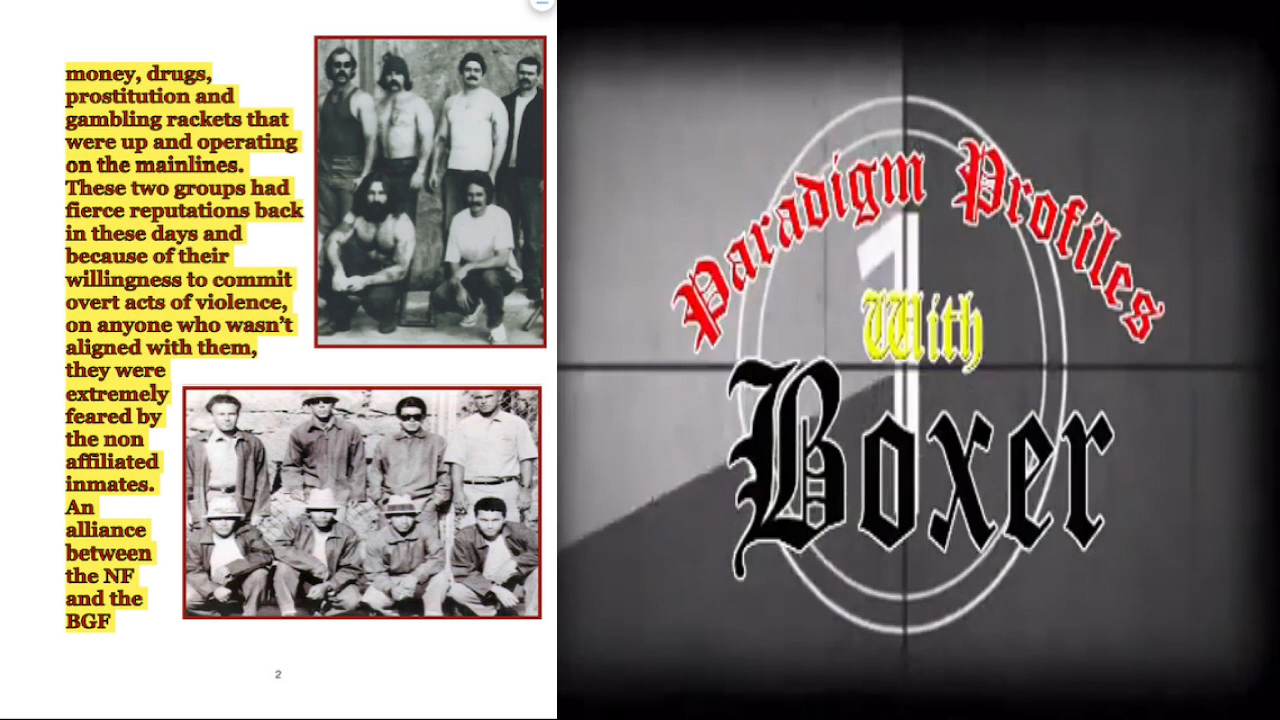 money, drugs,
prostitution and
gambling rackets that
were up and operating
on the mainlines.
These two groups had
fierce reputations back
in these days and
because of their
willingness to commit
overt acts of violence,
on anyone who wasn’t
aligned with them,
they were
extremely
feared by
the non
affiliated
inmates.
An
alliance
between
the NF
and the
BGF
2
Paradigm Profiles
1
With
Boxer